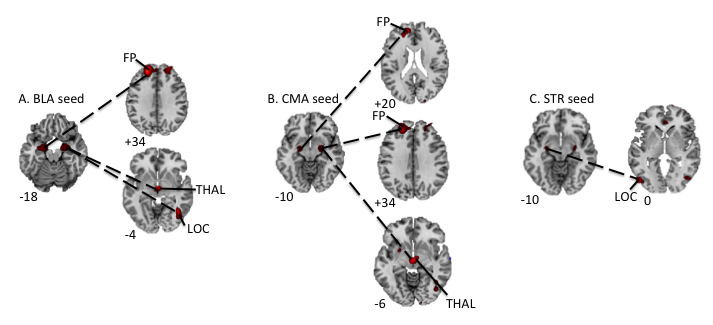 FP
A. BLA seed
+34
-18
THAL
LOC
-4
FP
B. CMA seed
+20
FP
-10
+34
-6
THAL
C. STR seed
-10
LOC
0